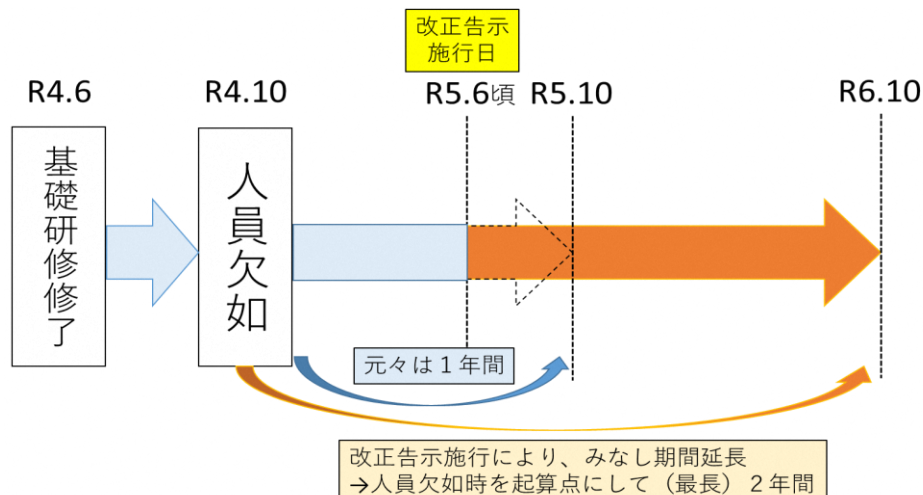 改正告示
施行日
R4.6
R4.10
R5.6頃
R5.10
R6.10
基礎研修修了
人員欠如
元々は１年間
改正告示施行により、みなし期間延長
→人員欠如時を起算点にして（最長）２年間